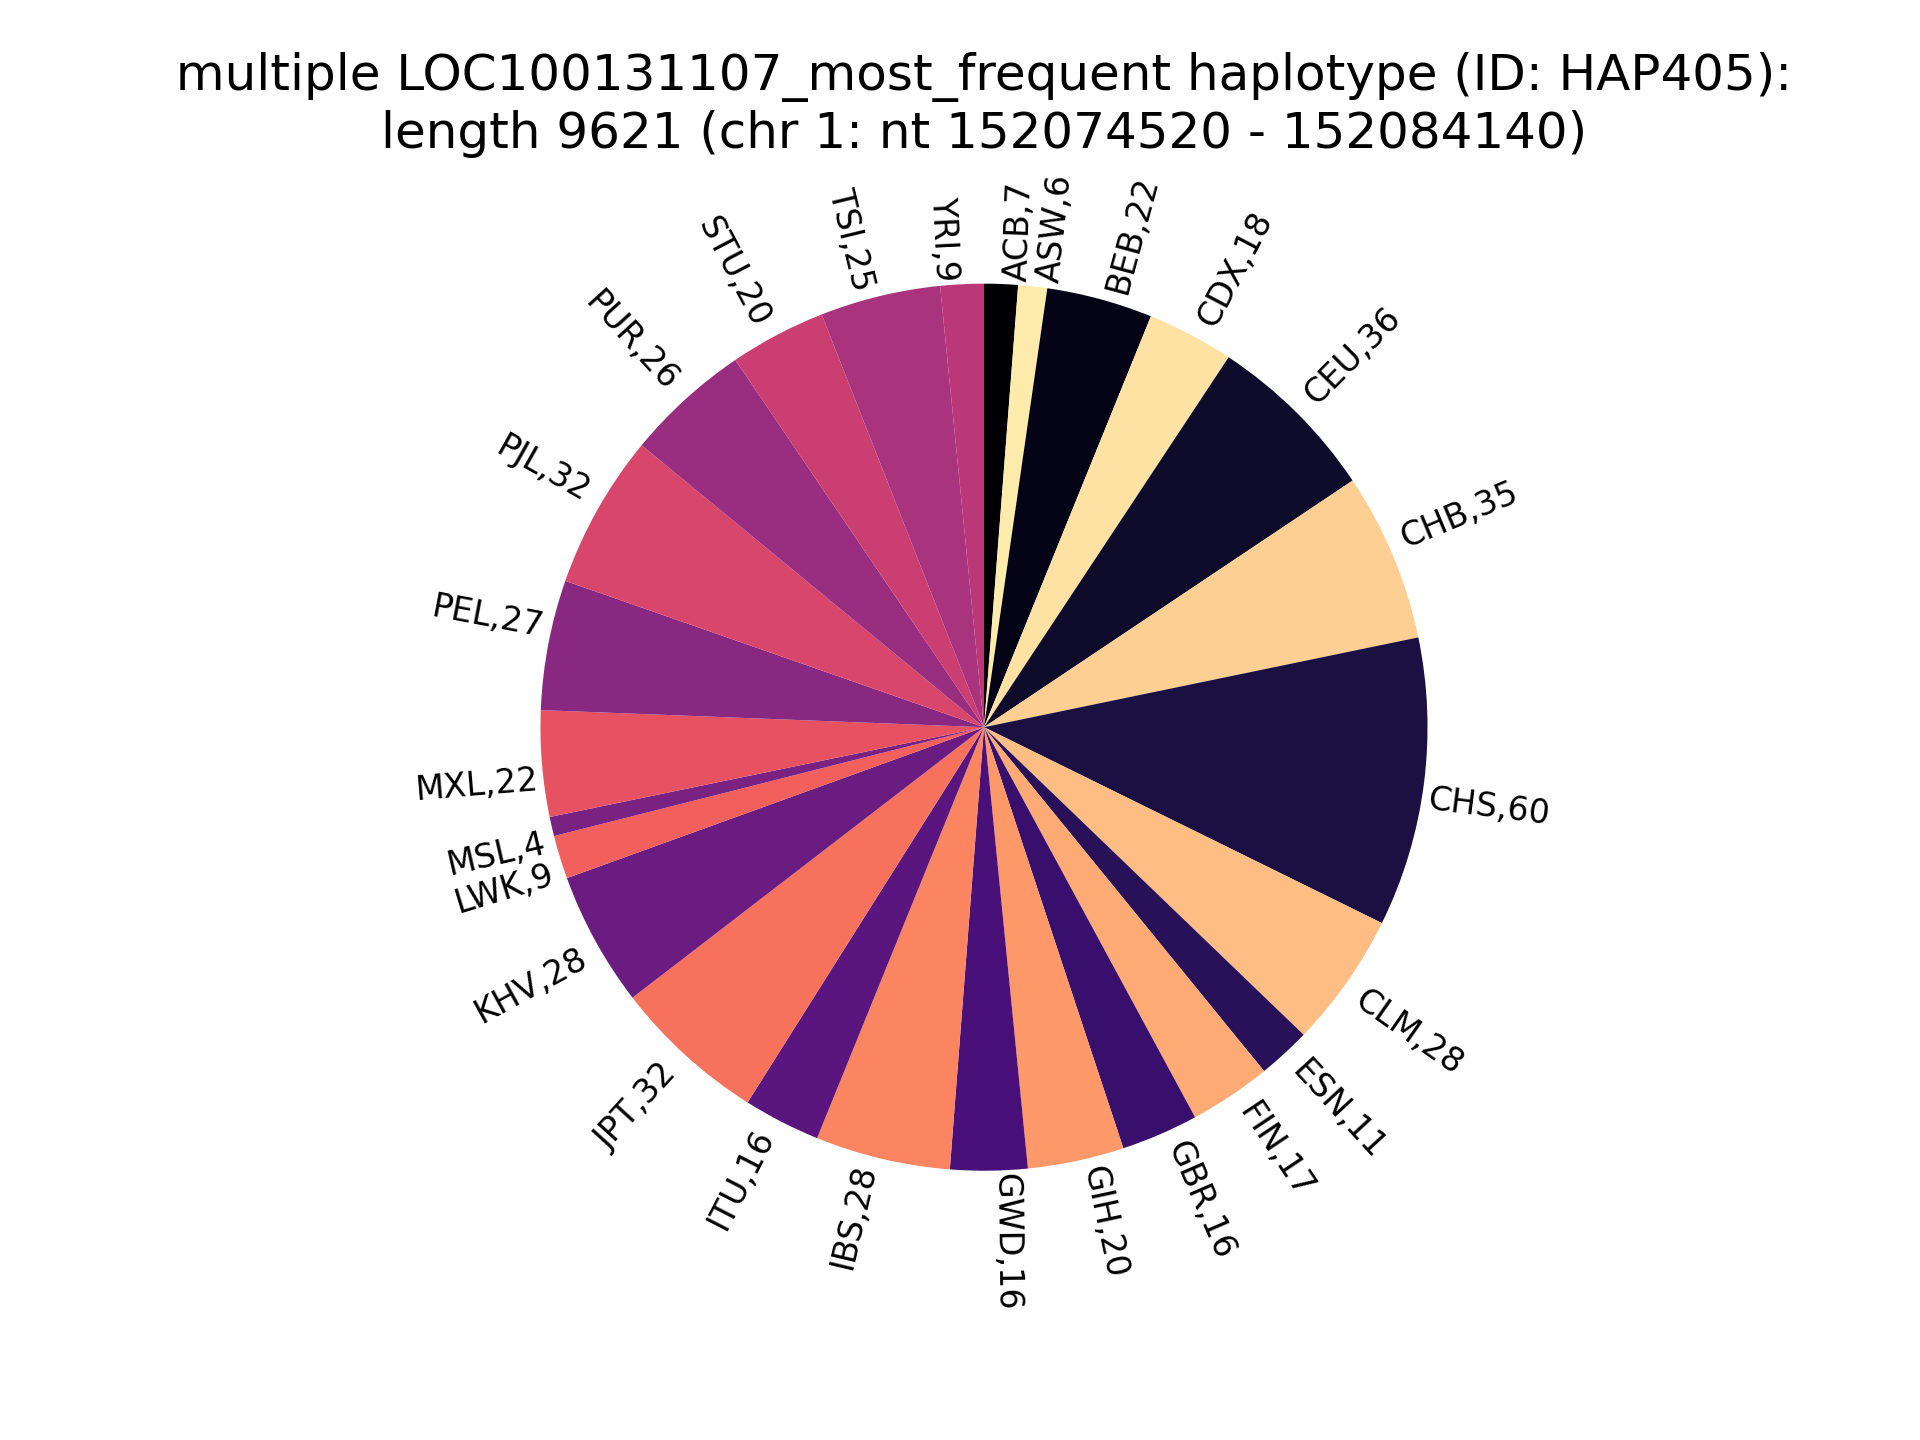 multiple LOC100131107_most_frequent haplotype (ID: HAP405):
length 9621 (chr 1: nt 152074520 - 152084140)
ACB,7
ASW,6
BEB,22
CDX,18
CEU,36
CHB,35
CHS,60
CLM,28
ESN,11
FIN,17
GBR,16
GIH,20
GWD,16
IBS,28
ITU,16
JPT,32
KHV,28
LWK,9
MSL,4
MXL,22
PEL,27
PJL,32
PUR,26
STU,20
TSI,25
YRI,9